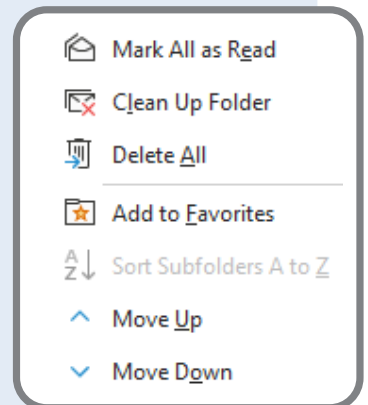 Mark All as Read
Clean Up Folder
Delete All
Add to Favorites
Sort Subfolders A to Z
Move Up
Move Down